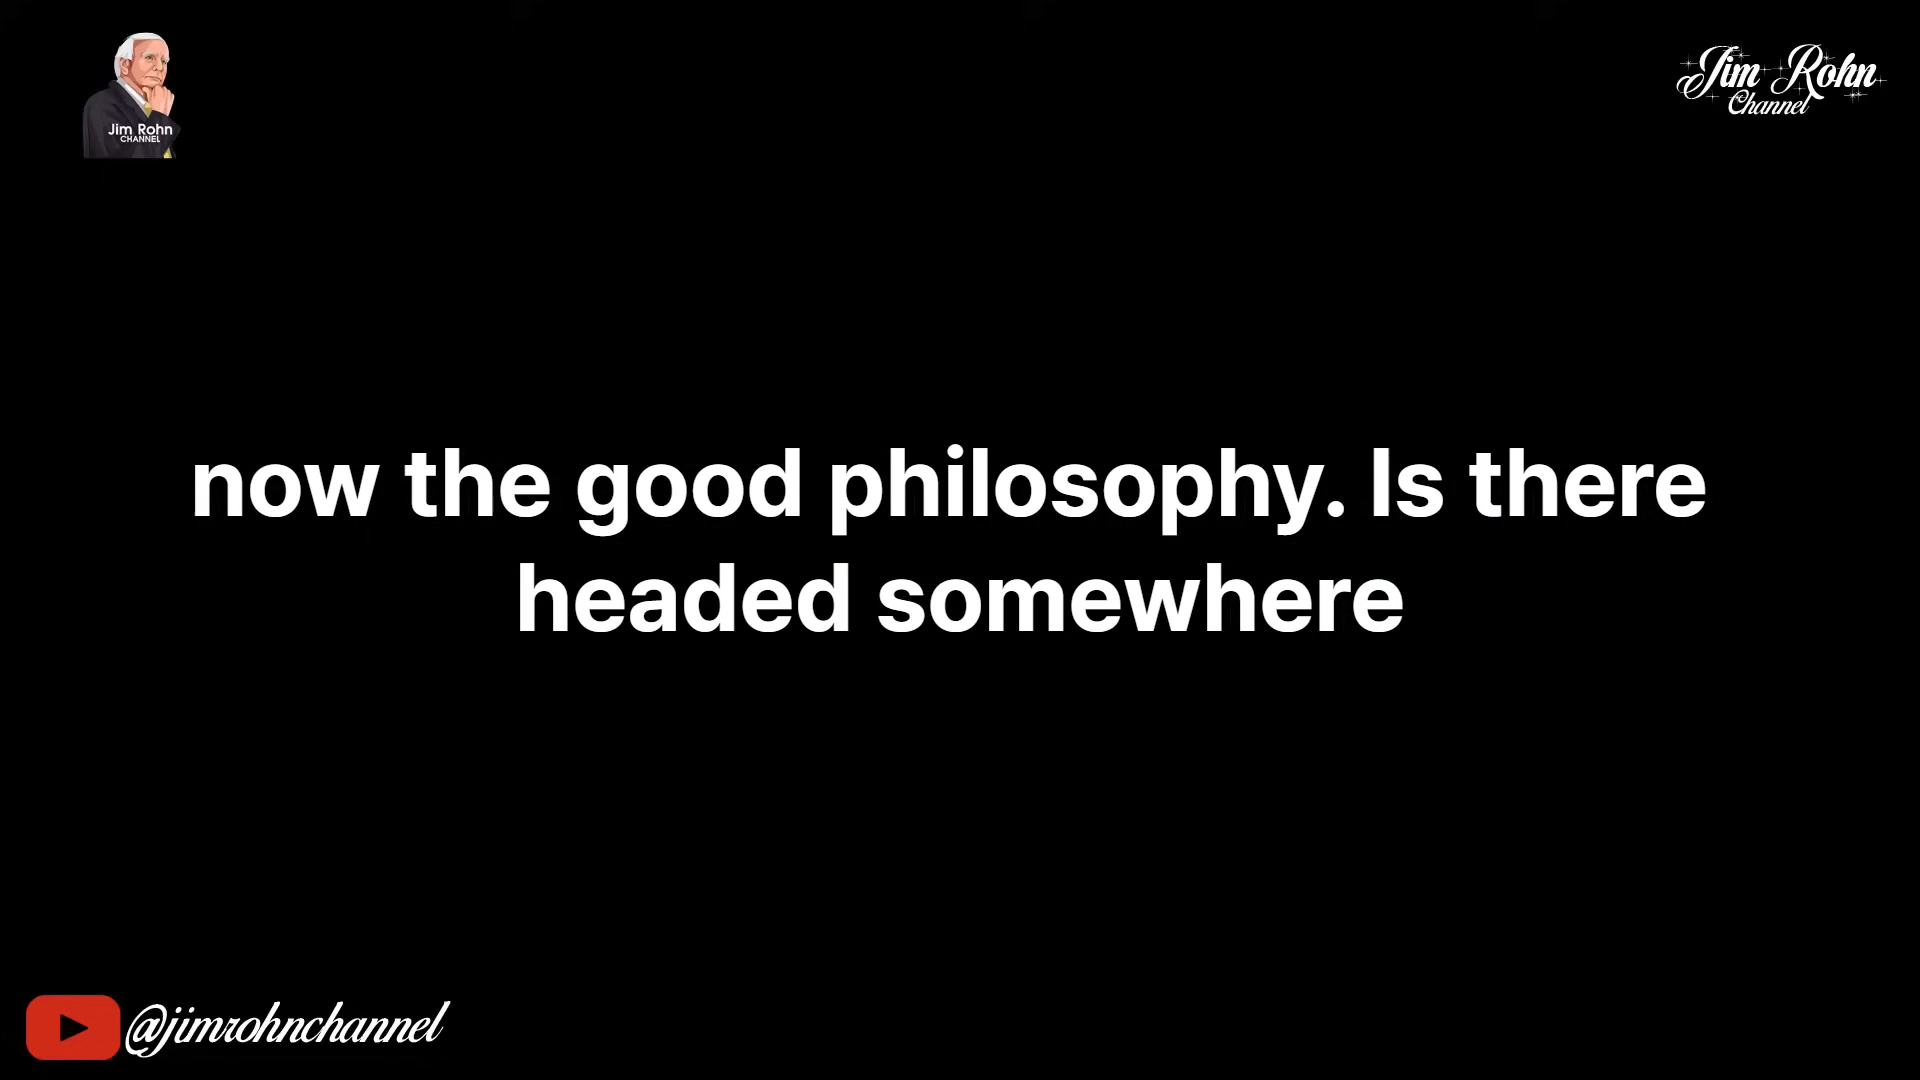 Jim Rohn
CHANNEL
Jim Rohn
Channel
now the good philosophy. Is there
headed somewhere
@jimrohnchannel